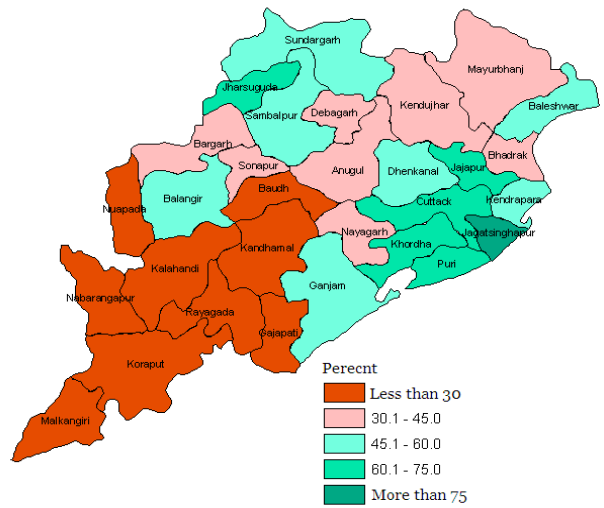 Sundargarh
Mayurbhanj
Jharsuguda
Kendujhar
Baleshwar
Debagarh
Sambalpur
Bargarh
Bhadrak
Sonapur
Anugul
Dhenkanal
Jajapur
Baudh
Balangir
Kendrapara
Cuttack
Nuapada
Nayagarh
Jagatsinghapur
Kandhamal
Khordha
Puri
Kalahandi
Ganjam
Nabarangapur
Rayagada
Gajapati
Koraput
Malkangiri
Perecnt
Less than 30
30.1 - 45.0
45.1 - 60.0
60.1 - 75.0
More than 75